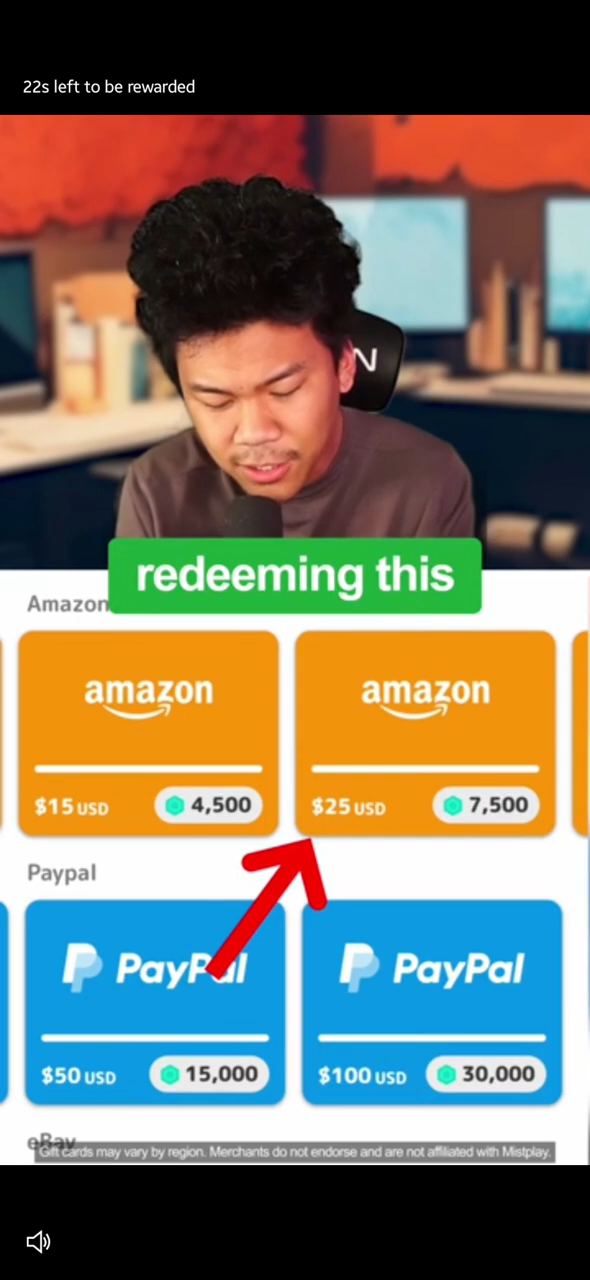 22s left to be rewarded
N
redeeming this
Amazon
amazon
amazon
$15 USD
4,500
$25 USD
7,500
Paypal
PayPal
PayPal
$50 USD
15,000
$100 USD
30,000
eBay
Gift cards may vary by region. Merchants do not endorse and are not affiliated with Mistplay.